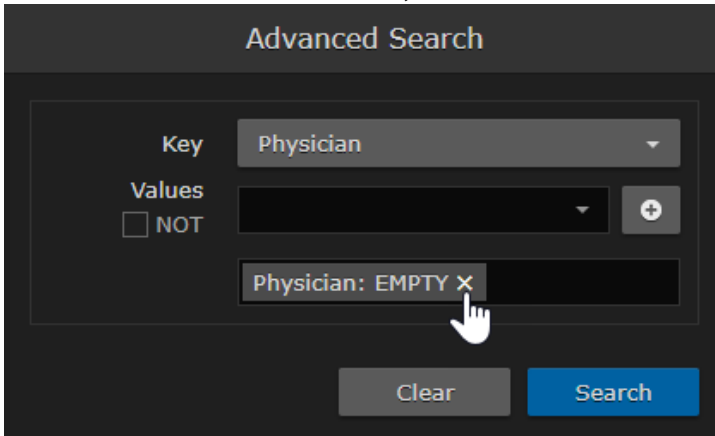 Advanced Search
Key
Physician
Values
NOT
Physician: EMPTY ×
Clear
Search